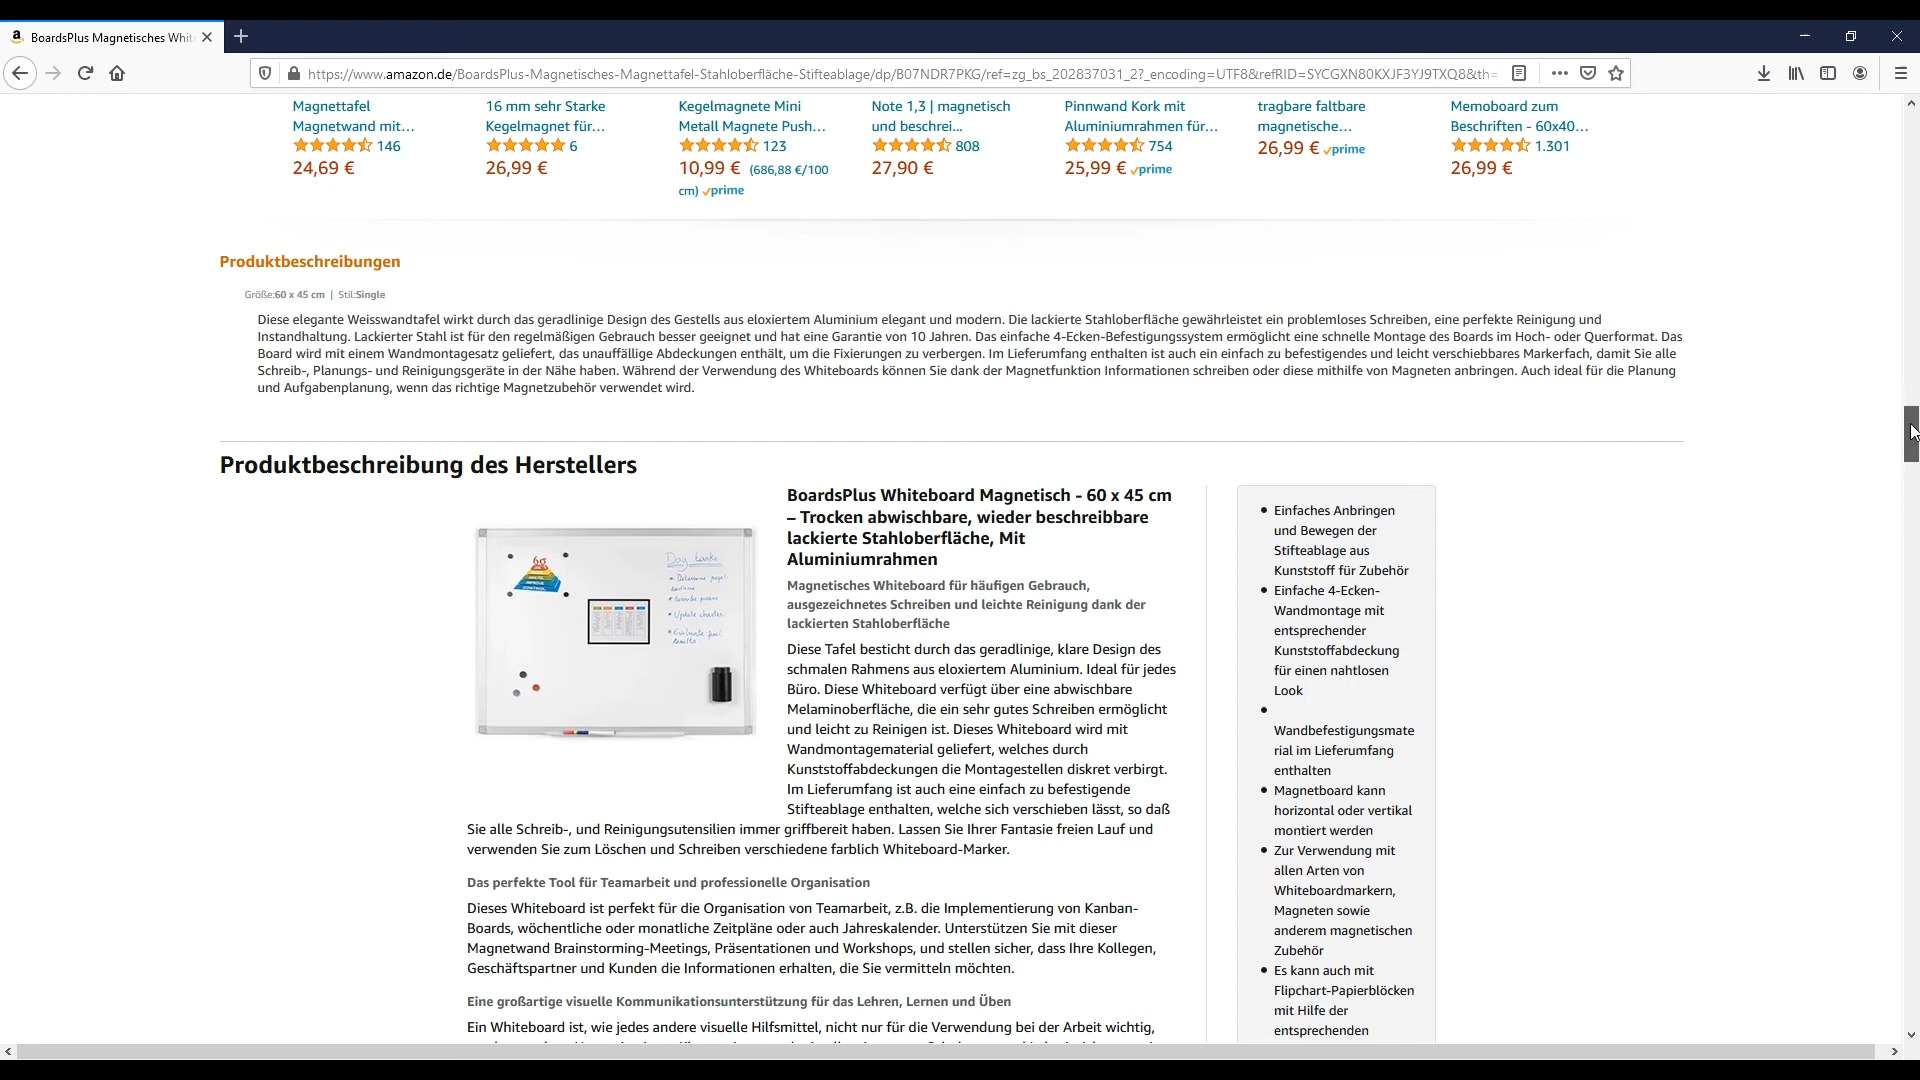 BoardsPlus Magnetisches Whit
https://www.amazon.de/BoardsPlus-Magnetisches-Magnettafel-Stahloberfläche-Stifteablage/dp/B07NDR7PKG/ref=zg_bs_202837031_2?_encoding=UTF8&refRID=SYCGXN80KXJF3YJ9TXQ8&th=
Magnettafel
Magnetwand mit...
146
24,69 €
16 mm sehr Starke
Kegelmagnet für...
6
26,99 €
Kegelmagnete Mini
Metall Magnete Push...
123
10,99 € (686,88 €/100
cm) prime
Note 1,3 | magnetisch
und beschrei...
808
27,90 €
Pinnwand Kork mit
Aluminiumrahmen für...
754
25,99 € prime
tragbare faltbare
magnetische...
26,99 € prime
Memoboard zum
Beschriften - 60x40...
1.301
26,99 €
Produktbeschreibungen
Größe:60 x 45 cm | Stil:Single
Diese elegante Weisswandtafel wirkt durch das geradlinige Design des Gestells aus eloxiertem Aluminium elegant und modern. Die lackierte Stahloberfläche gewährleistet ein problemloses Schreiben, eine perfekte Reinigung und
Instandhaltung. Lackierter Stahl ist für den regelmäßigen Gebrauch besser geeignet und hat eine Garantie von 10 Jahren. Das einfache 4-Ecken-Befestigungssystem ermöglicht eine schnelle Montage des Boards im Hoch- oder Querformat. Das
Board wird mit einem Wandmontagesatz geliefert, das unauffällige Abdeckungen enthält, um die Fixierungen zu verbergen. Im Lieferumfang enthalten ist auch ein einfach zu befestigendes und leicht verschiebbares Markerfach, damit Sie alle
Schreib-, Planungs- und Reinigungsgeräte in der Nähe haben. Während der Verwendung des Whiteboards können Sie dank der Magnetfunktion Informationen schreiben oder diese mithilfe von Magneten anbringen. Auch ideal für die Planung
und Aufgabenplanung, wenn das richtige Magnetzubehör verwendet wird.
Produktbeschreibung des Herstellers
Day tasks
BoardsPlus Whiteboard Magnetisch - 60 x 45 cm
– Trocken abwischbare, wieder beschreibbare
lackierte Stahloberfläche, Mit
Aluminiumrahmen
Magnetisches Whiteboard für häufigen Gebrauch,
ausgezeichnetes Schreiben und leichte Reinigung dank der
lackierten Stahloberfläche
Diese Tafel besticht durch das geradlinige, klare Design des
schmalen Rahmens aus eloxiertem Aluminium. Ideal für jedes
Büro. Diese Whiteboard verfügt über eine abwischbare
Melaminoberfläche, die ein sehr gutes Schreiben ermöglicht
und leicht zu Reinigen ist. Dieses Whiteboard wird mit
Wandmontagematerial geliefert, welches durch
Kunststoffabdeckungen die Montagestellen diskret verbirgt.
Im Lieferumfang ist auch eine einfach zu befestigende
Stifteablage enthalten, welche sich verschieben lässt, so daß
Sie alle Schreib-, und Reinigungsutensilien immer griffbereit haben. Lassen Sie Ihrer Fantasie freien Lauf und
verwenden Sie zum Löschen und Schreiben verschiedene farblich Whiteboard-Marker.
Das perfekte Tool für Teamarbeit und professionelle Organisation
Dieses Whiteboard ist perfekt für die Organisation von Teamarbeit, z.B. die Implementierung von Kanban-
Boards, wöchentliche oder monatliche Zeitpläne oder auch Jahreskalender. Unterstützen Sie mit dieser
Magnetwand Brainstorming-Meetings, Präsentationen und Workshops, und stellen sicher, dass Ihre Kollegen,
Geschäftspartner und Kunden die Informationen erhalten, die Sie vermitteln möchten.
Eine großartige visuelle Kommunikationsunterstützung für das Lehren, Lernen und Üben
Ein Whiteboard ist, wie jedes andere visuelle Hilfsmittel, nicht nur für die Verwendung bei der Arbeit wichtig,
• Einfaches Anbringen
und Bewegen der
Stifteablage aus
Kunststoff für Zubehör
• Einfache 4-Ecken-
Wandmontage mit
entsprechender
Kunststoffabdeckung
für einen nahtlosen
Look
•
Wandbefestigungsmate
rial im Lieferumfang
enthalten
• Magnetboard kann
horizontal oder vertikal
montiert werden
• Zur Verwendung mit
allen Arten von
Whiteboardmarkern,
Magneten sowie
anderem magnetischen
Zubehör
• Es kann auch mit
Flipchart-Papierblöcken
mit Hilfe der
entsprechenden